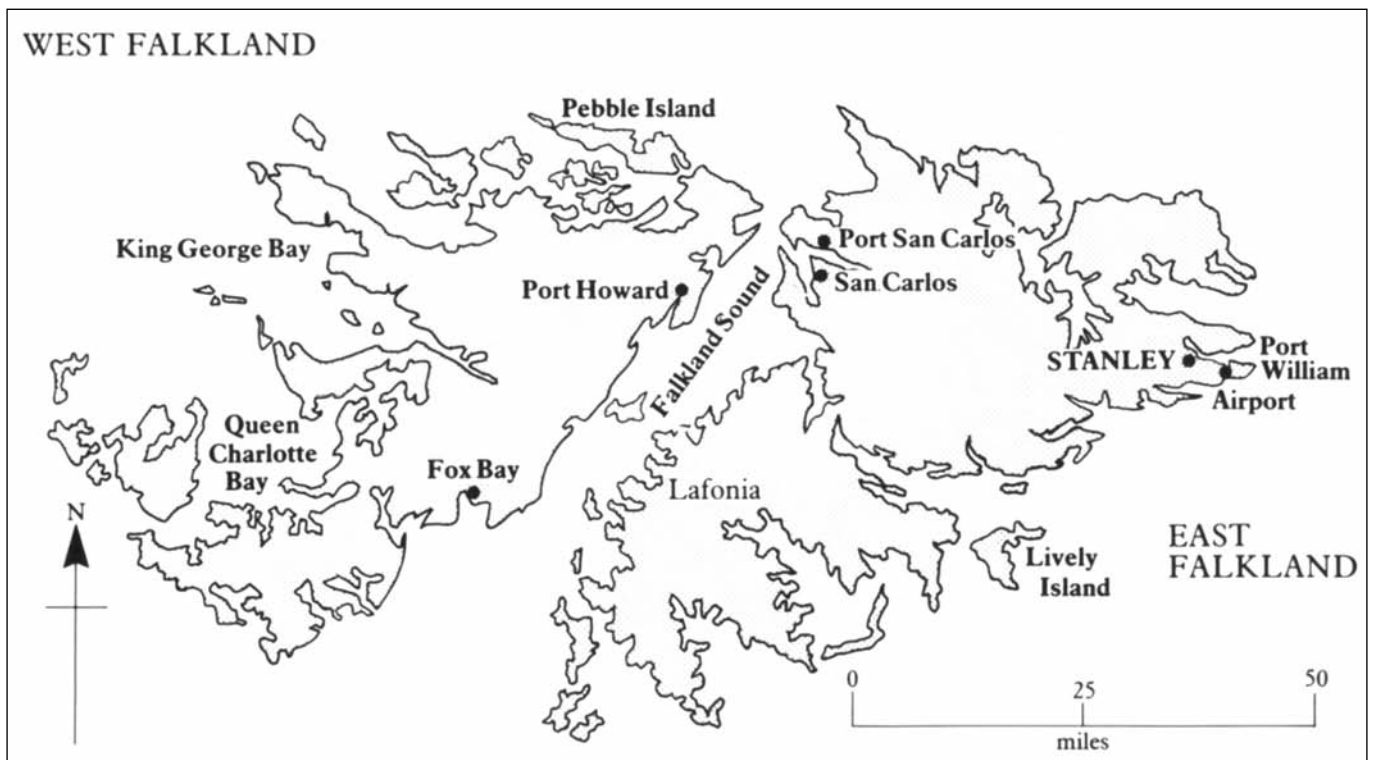 WEST FALKLAND
Pebble Island
King George Bay
Port San Carlos
Port Howard
San Carlos
Falkland Sound
STANLEY
Port
William
Airport
Queen
Charlotte
Bay
Fox Bay
Lafonia
N
EAST
FALKLAND
Lively
Island
0
25
50
miles